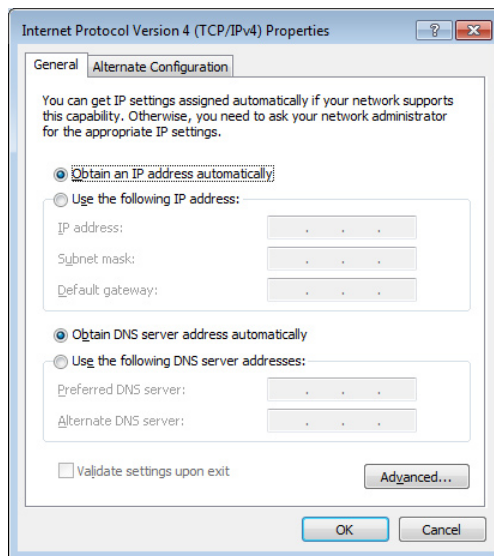 Internet Protocol Version 4 (TCP/IPv4) Properties
General
Alternate Configuration
You can get IP settings assigned automatically if your network supports
this capability. Otherwise, you need to ask your network administrator
for the appropriate IP settings.
Obtain an IP address automatically
Use the following IP address:
IP address:
Subnet mask:
Default gateway:
Obtain DNS server address automatically
Use the following DNS server addresses:
Preferred DNS server:
Alternate DNS server:
Validate settings upon exit
Advanced...
OK
Cancel